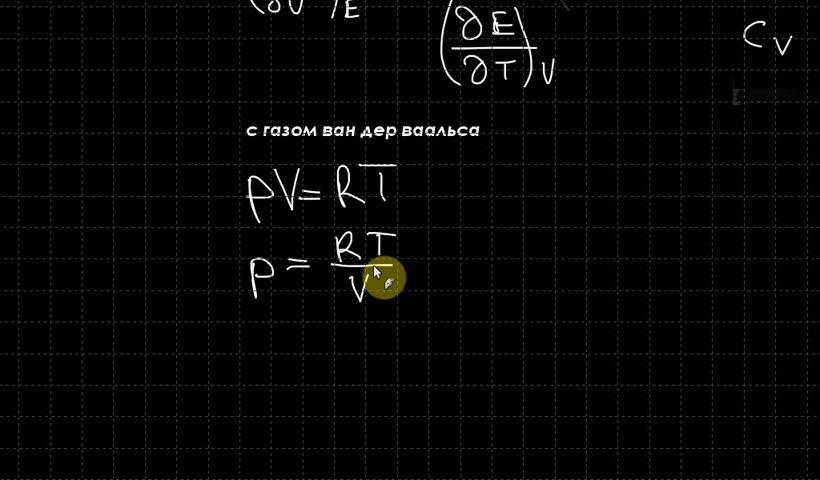 (∂U)E
(∂E/∂T)V
CV
с газом ван дер ваальса
pV=RT
p = RT/V